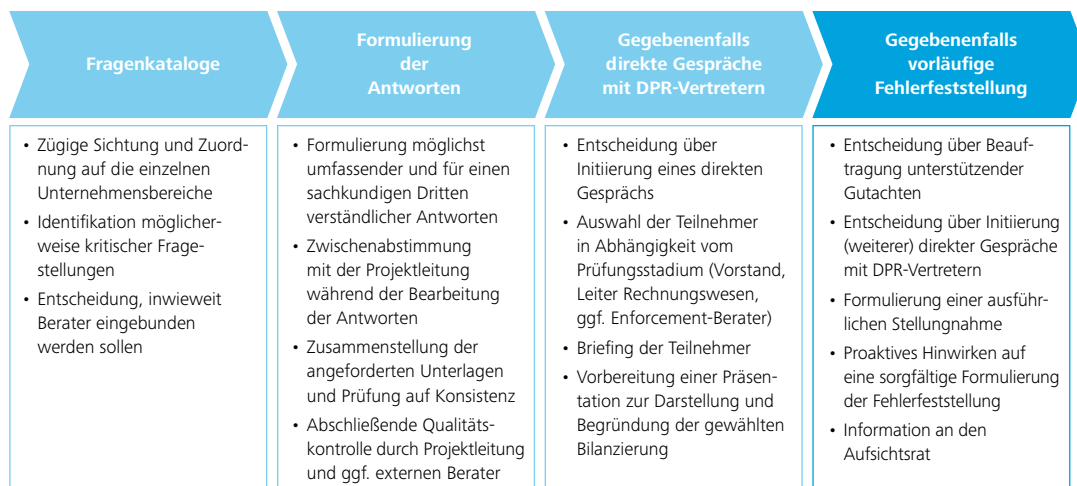 Fragenkataloge
Formulierung
der
Antworten
Gegebenenfalls
direkte Gespräche
mit DPR-Vertretern
Gegebenenfalls
vorläufige
Fehlerfeststellung
• Zügige Sichtung und Zuord-
nung auf die einzelnen
Unternehmensbereiche
• Identifikation möglicher-
weise kritischer Frage-
stellungen
• Entscheidung, inwieweit
Berater eingebunden
werden sollen
• Formulierung möglichst
umfassender und für einen
sachkundigen Dritten
verständlicher Antworten
• Zwischenabstimmung
mit der Projektleitung
während der Bearbeitung
der Antworten
• Zusammenstellung der
angeforderten Unterlagen
und Prüfung auf Konsistenz
• Abschließende Qualitäts-
kontrolle durch Projektleitung
und ggf. externen Berater
• Entscheidung über
Initiierung eines direkten
Gesprächs
• Auswahl der Teilnehmer
in Abhängigkeit vom
Prüfungsstadium (Vorstand,
Leiter Rechnungswesen,
ggf. Enforcement-Berater)
• Briefing der Teilnehmer
• Vorbereitung einer Präsen-
tation zur Darstellung und
Begründung der gewählten
Bilanzierung
• Entscheidung über Beauf-
tragung unterstützender
Gutachten
• Entscheidung über Initiierung
(weiterer) direkter Gespräche
mit DPR-Vertretern
• Formulierung einer ausführ-
lichen Stellungnahme
• Proaktives Hinwirken auf
eine sorgfältige Formulierung
der Fehlerfeststellung
• Information an den
Aufsichtsrat